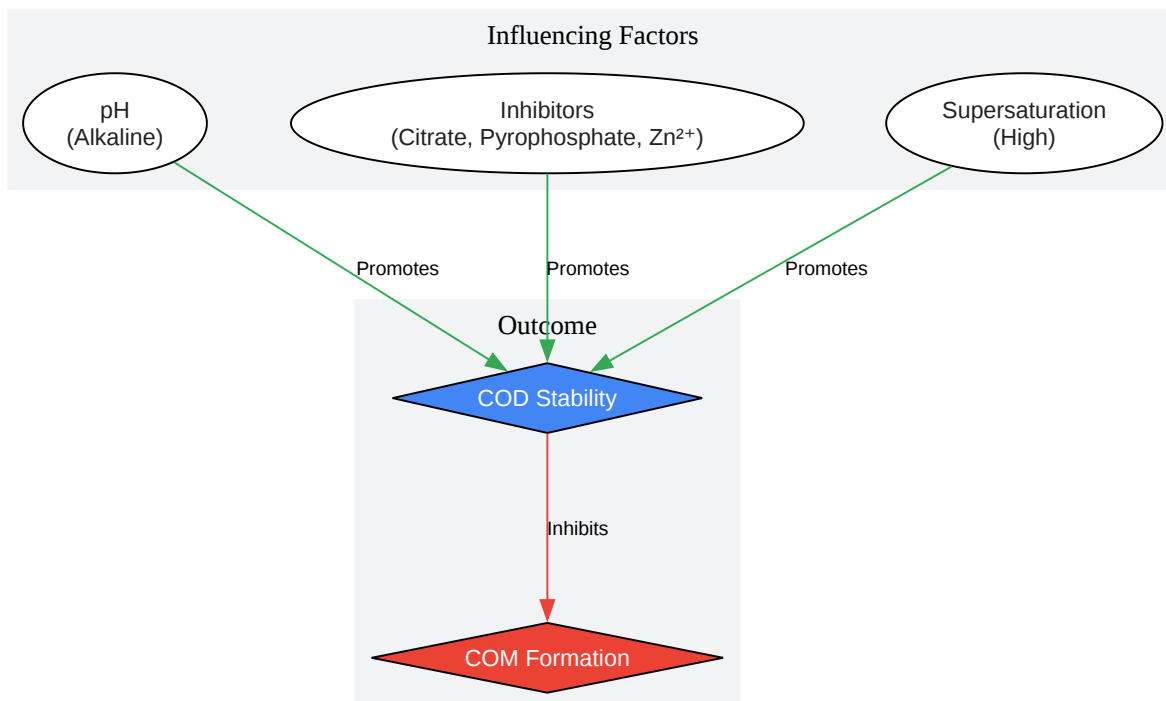 Influencing Factors
pH
(Alkaline)
Inhibitors
(Citrate, Pyrophosphate, Zn²⁺)
Supersaturation
(High)
Promotes
Promotes
Promotes
Outcome
COD Stability
Inhibits
COM Formation